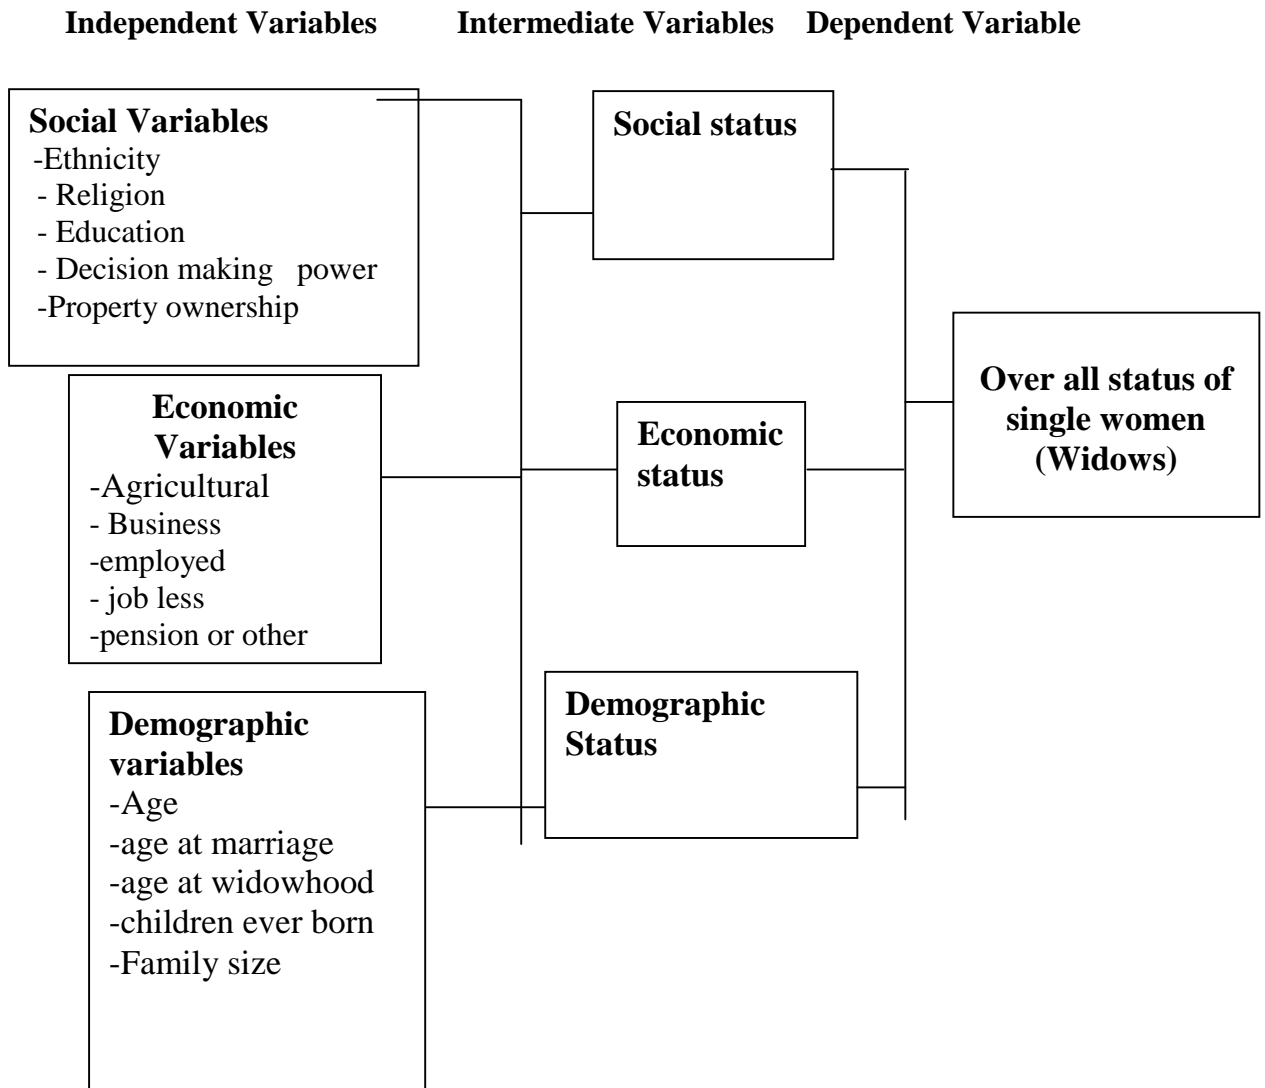 Independent Variables Intermediate Variables Dependent Variable
Social Variables
-Ethnicity
- Religion
- Education
- Decision making power
-Property ownership
Economic
Variables
-Agricultural
- Business
-employed
- job less
-pension or other
Demographic
variables
-Age
-age at marriage
-age at widowhood
-children ever born
-Family size
Social status
Economic
status
Demographic
Status
Over all status of
single women
(Widows)